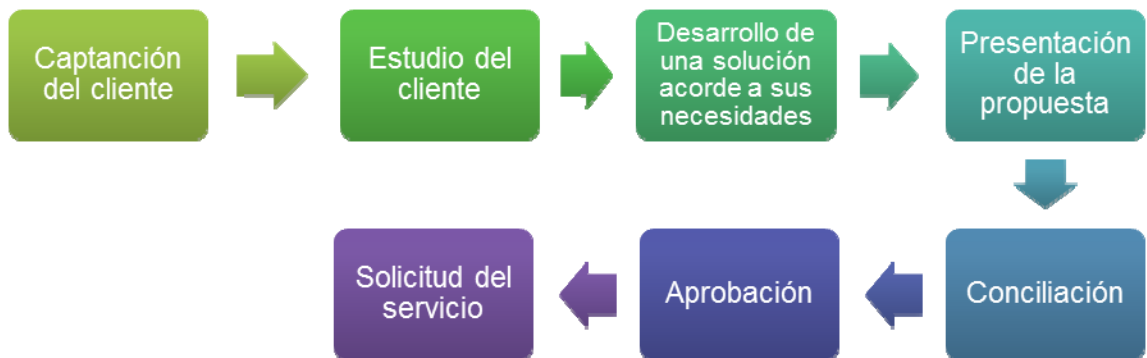 Captanción
del cliente
Estudio del
cliente
Desarrollo de
una solución
acorde a sus
necesidades
Presentación
de la
propuesta
Conciliación
Aprobación
Solicitud del
servicio